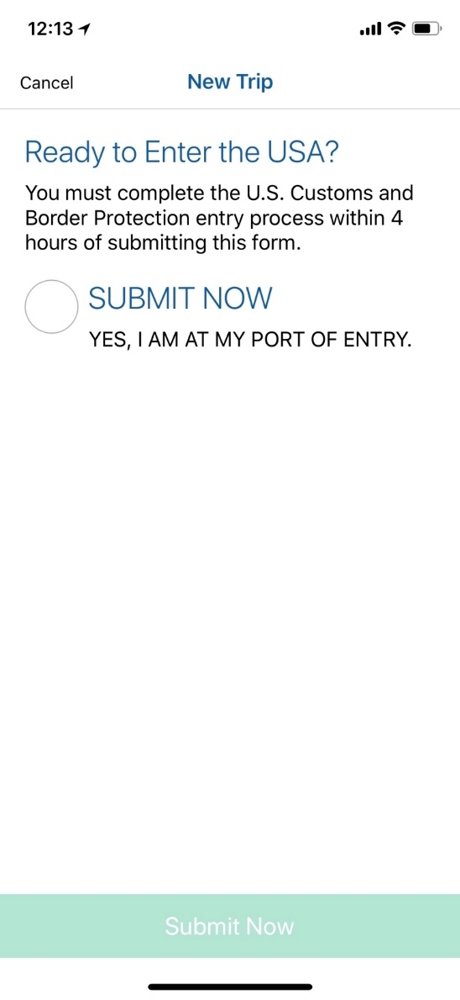 12:13
Cancel
New Trip
Ready to Enter the USA?
You must complete the U.S. Customs and
Border Protection entry process within 4
hours of submitting this form.
SUBMIT NOW
YES, I AM AT MY PORT OF ENTRY.
Submit Now